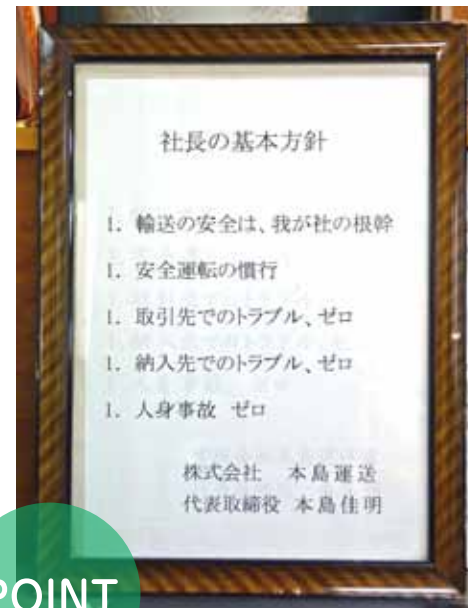 社長の基本方針
1. 輸送の安全は、我が社の根幹
1. 安全運転の慣行
1. 取引先でのトラブル、ゼロ
1. 納入先でのトラブル、ゼロ
1. 人身事故 ゼロ
株式会社 本島運送
代表取締役 本島佳明
POINT